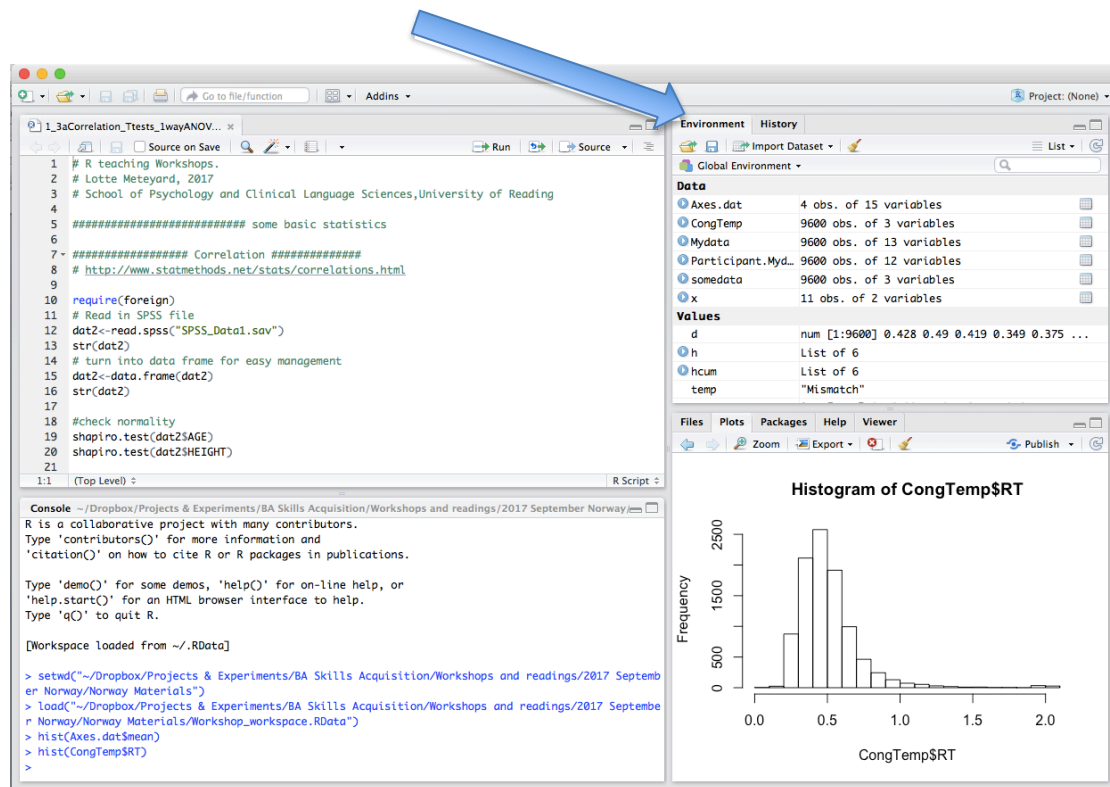 Go to file/function
Addins
Project: (None)
1_3aCorrelation_Ttests_1wayANOV...
Source on Save
Run
Source
1 # R teaching Workshops.
2 # Lotte Meteyard, 2017
3 # School of Psychology and Clinical Language Sciences,University of Reading
4
5 ########################## some basic statistics
6
7 ################# Correlation ##############
8 # http://www.statmethods.net/stats/correlations.html
9
10 require(foreign)
11 # Read in SPSS file
12 dat2<-read.spss("SPSS_Data1.sav")
13 str(dat2)
14 # turn into data frame for easy management
15 dat2<-data.frame(dat2)
16 str(dat2)
17
18 #check normality
19 shapiro.test(dat2$AGE)
20 shapiro.test(dat2$HEIGHT)
21
1:1 (Top Level) R Script
Console ~/Dropbox/Projects & Experiments/BA Skills Acquisition/Workshops and readings/2017 September Norway/
R is a collaborative project with many contributors.
Type 'contributors()' for more information and
'citation()' on how to cite R or R packages in publications.
Type 'demo()' for some demos, 'help()' for on-line help, or
'help.start()' for an HTML browser interface to help.
Type 'q()' to quit R.
[Workspace loaded from ~/.RData]
> setwd("~/Dropbox/Projects & Experiments/BA Skills Acquisition/Workshops and readings/2017 Septemb
er Norway/Norway Materials")
> load("~/Dropbox/Projects & Experiments/BA Skills Acquisition/Workshops and readings/2017 Septembe
r Norway/Norway Materials/Workshop_workspace.RData")
> hist(Axes.dat$mean)
> hist(CongTemp$RT)
>
Environment History
Import Dataset
List
Global Environment
Data
Axes.dat 4 obs. of 15 variables
CongTemp 9600 obs. of 3 variables
Mydata 9600 obs. of 13 variables
Participant.Myd… 9600 obs. of 12 variables
somedata 9600 obs. of 3 variables
x 11 obs. of 2 variables
Values
d num [1:9600] 0.428 0.49 0.419 0.349 0.375 ...
h List of 6
hcum List of 6
temp "Mismatch"
Files Plots Packages Help Viewer
Zoom Export Publish
Histogram of CongTemp$RT
Frequency
2500
1500
500
0
0.0 0.5 1.0 1.5 2.0
CongTemp$RT